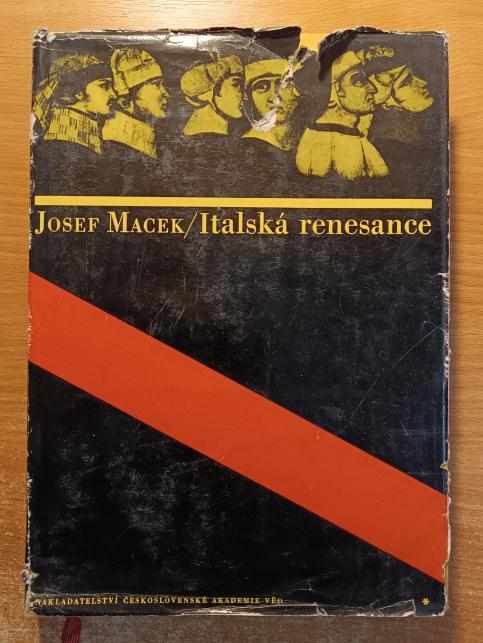 Josef Macek/Italská renesance
NAKLADATELSTVÍ ČESKOSLOVENSKÉ AKADEMIE VĚD *